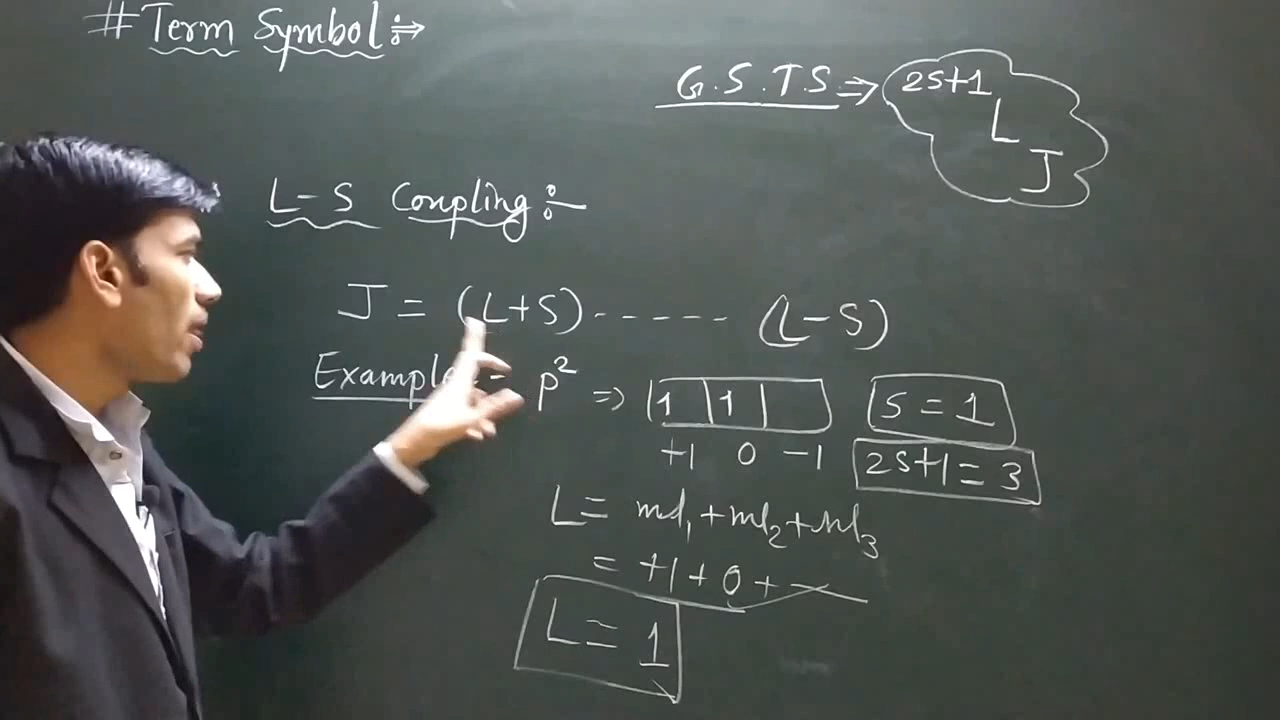 # Term Symbol :⇒
G.S.T.S. ⇒ 2S+1 L J
L-S Coupling :-
J = (L+S) ------ (L-S)
Example - p² ⇒ 1 1 S = 1
+1 0 -1 2S+1 = 3
L = ml₁ + ml₂ + ml₃
= +1 + 0 + -
L = 1